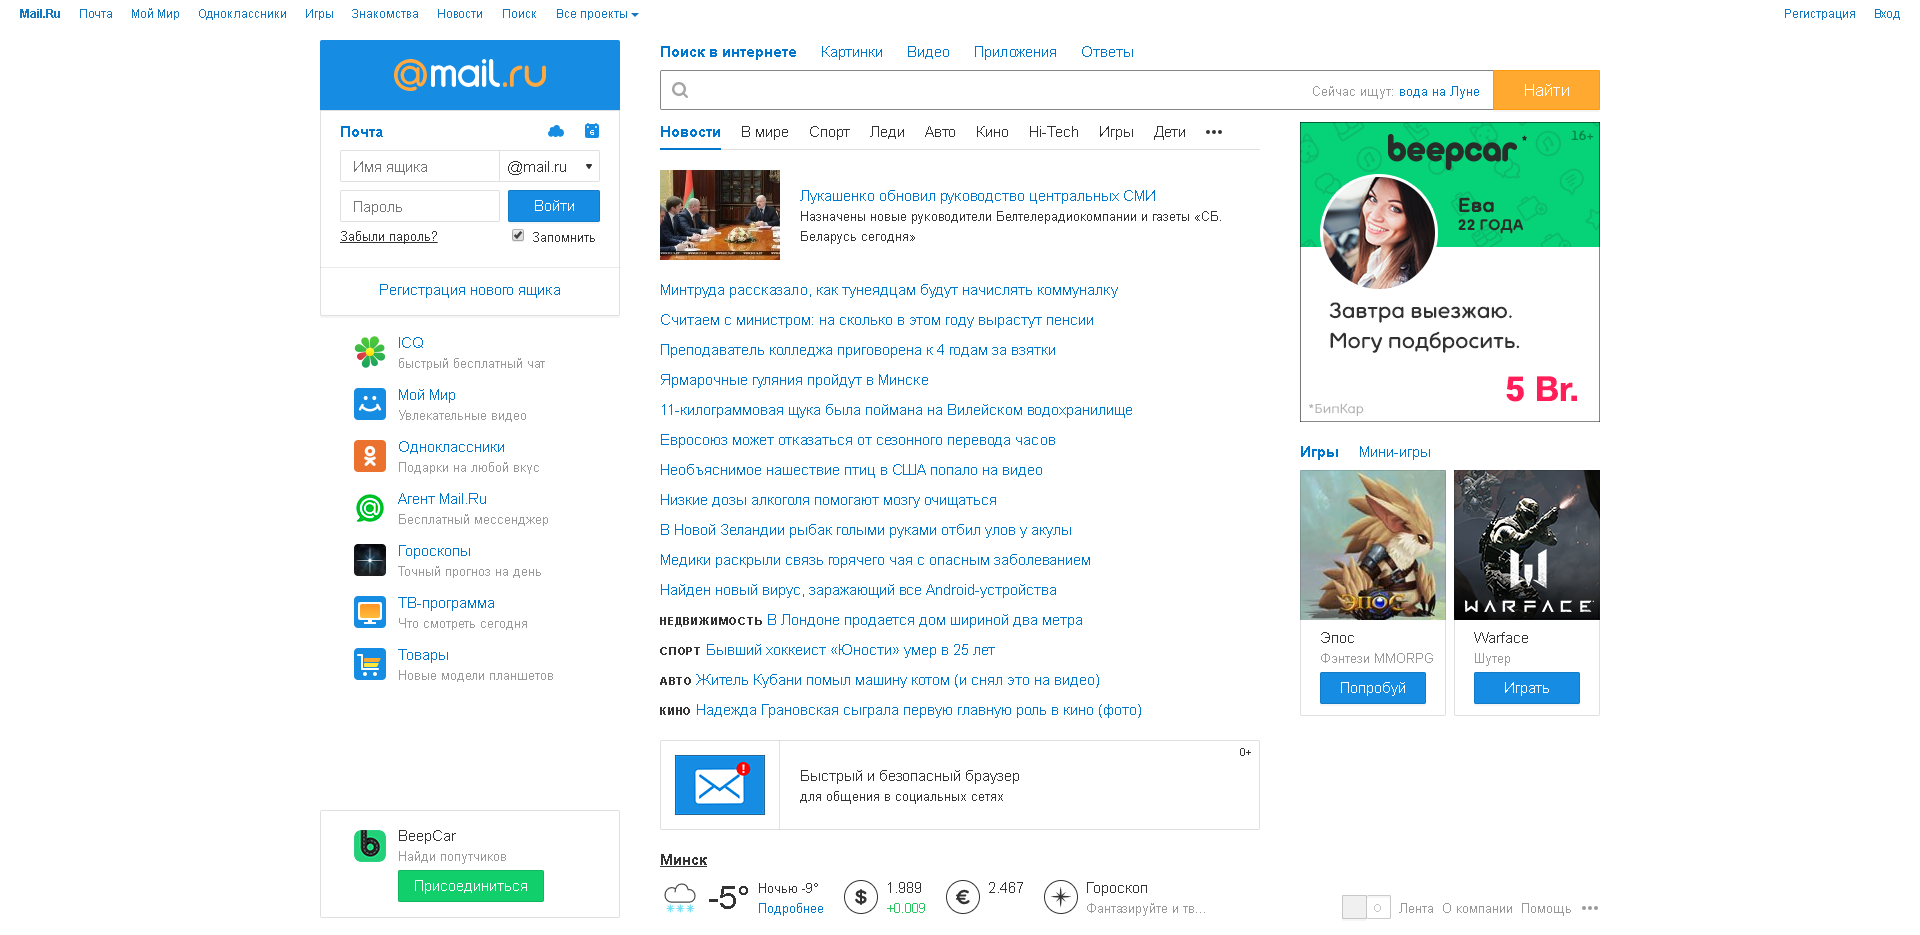 Mail.Ru Почта Мой Мир Одноклассники Игры Знакомства Новости Поиск Все проекты Регистрация Вход
@mail.ru
Почта
6
Имя ящика @mail.ru
Пароль Войти
Забыли пароль? Запомнить
Регистрация нового ящика
ICQ
быстрый бесплатный чат
Мой Мир
Увлекательные видео
Одноклассники
Подарки на любой вкус
Агент Mail.Ru
Бесплатный мессенджер
Гороскопы
Точный прогноз на день
ТВ-программа
Что смотреть сегодня
Товары
Новые модели планшетов
BeepCar
Найди попутчиков
Присоединиться
Поиск в интернете Картинки Видео Приложения Ответы
Сейчас ищут: вода на Луне Найти
Новости В мире Спорт Леди Авто Кино Hi-Tech Игры Дети •••
Лукашенко обновил руководство центральных СМИ
Назначены новые руководители Белтелерадиокомпании и газеты «СБ.
Беларусь сегодня»
Минтруда рассказало, как тунеядцам будут начислять коммуналку
Считаем с министром: на сколько в этом году вырастут пенсии
Преподаватель колледжа приговорена к 4 годам за взятки
Ярмарочные гуляния пройдут в Минске
11-килограммовая щука была поймана на Вилейском водохранилище
Евросоюз может отказаться от сезонного перевода часов
Необъяснимое нашествие птиц в США попало на видео
Низкие дозы алкоголя помогают мозгу очищаться
В Новой Зеландии рыбак голыми руками отбил улов у акулы
Медики раскрыли связь горячего чая с опасным заболеванием
Найден новый вирус, заражающий все Android-устройства
НЕДВИЖИМОСТЬ В Лондоне продается дом шириной два метра
СПОРТ Бывший хоккеист «Юности» умер в 25 лет
АВТО Житель Кубани помыл машину котом (и снял это на видео)
КИНО Надежда Грановская сыграла первую главную роль в кино (фото)
0+
Быстрый и безопасный браузер
для общения в социальных сетях
Минск
-5° Ночью -9° $ 1.989 € 2.467 Гороскоп
Подробнее +0.009 Фантазируйте и тв...
16+
beepcar*
Ева
22 ГОДА
Завтра выезжаю.
Могу подбросить.
5 Br.
*БипКар
Игры Мини-игры
ЭПОС WARFACE
Эпос Warface
Фэнтези MMORPG Шутер
Попробуй Играть
Лента О компании Помощь •••